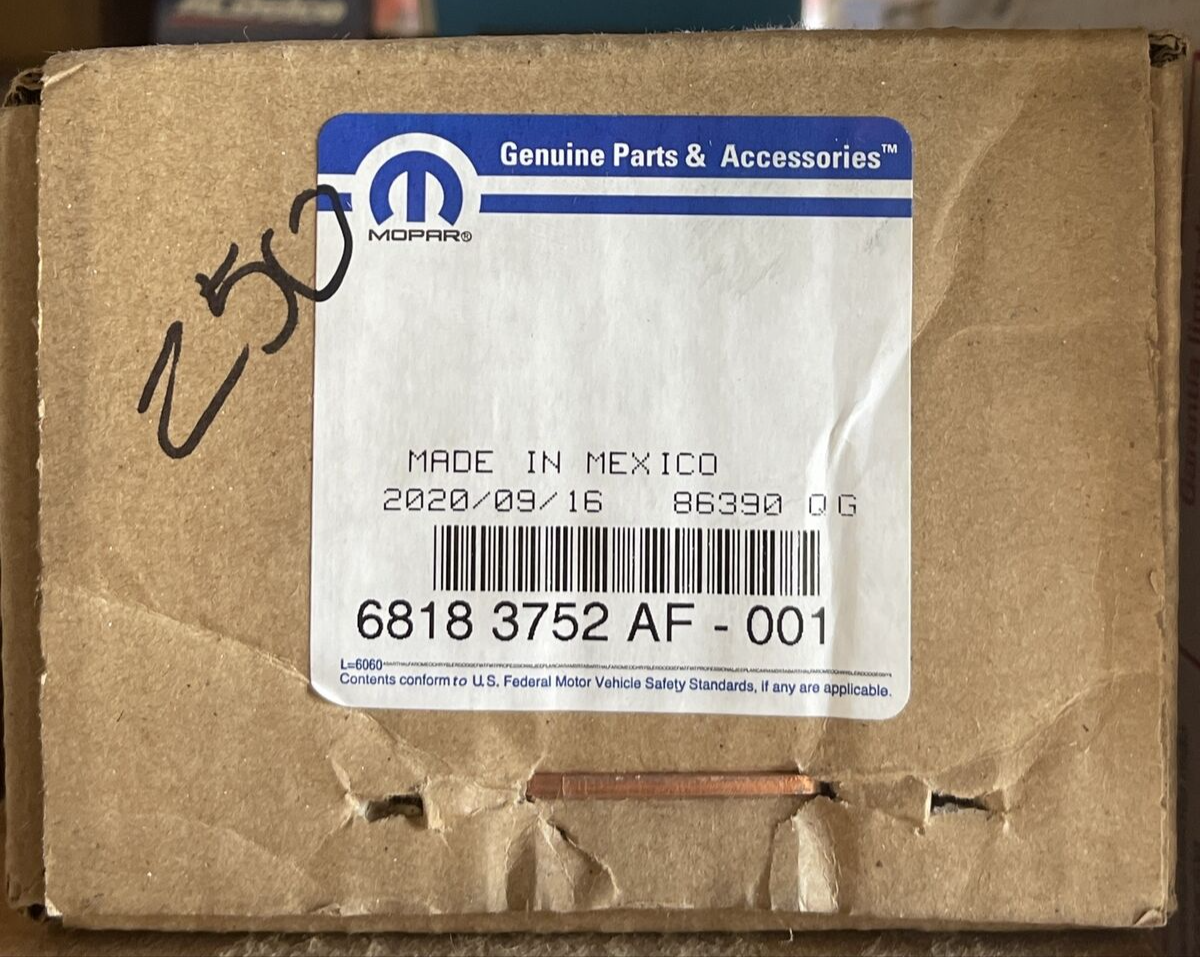 ACDelco
Genuine Parts & Accessories™
MOPAR®
250
MADE IN MEXICO
2020/09/16 86390 QG
6818 3752 AF - 001
L=6060
Contents conform to U.S. Federal Motor Vehicle Safety Standards, if any are applicable.